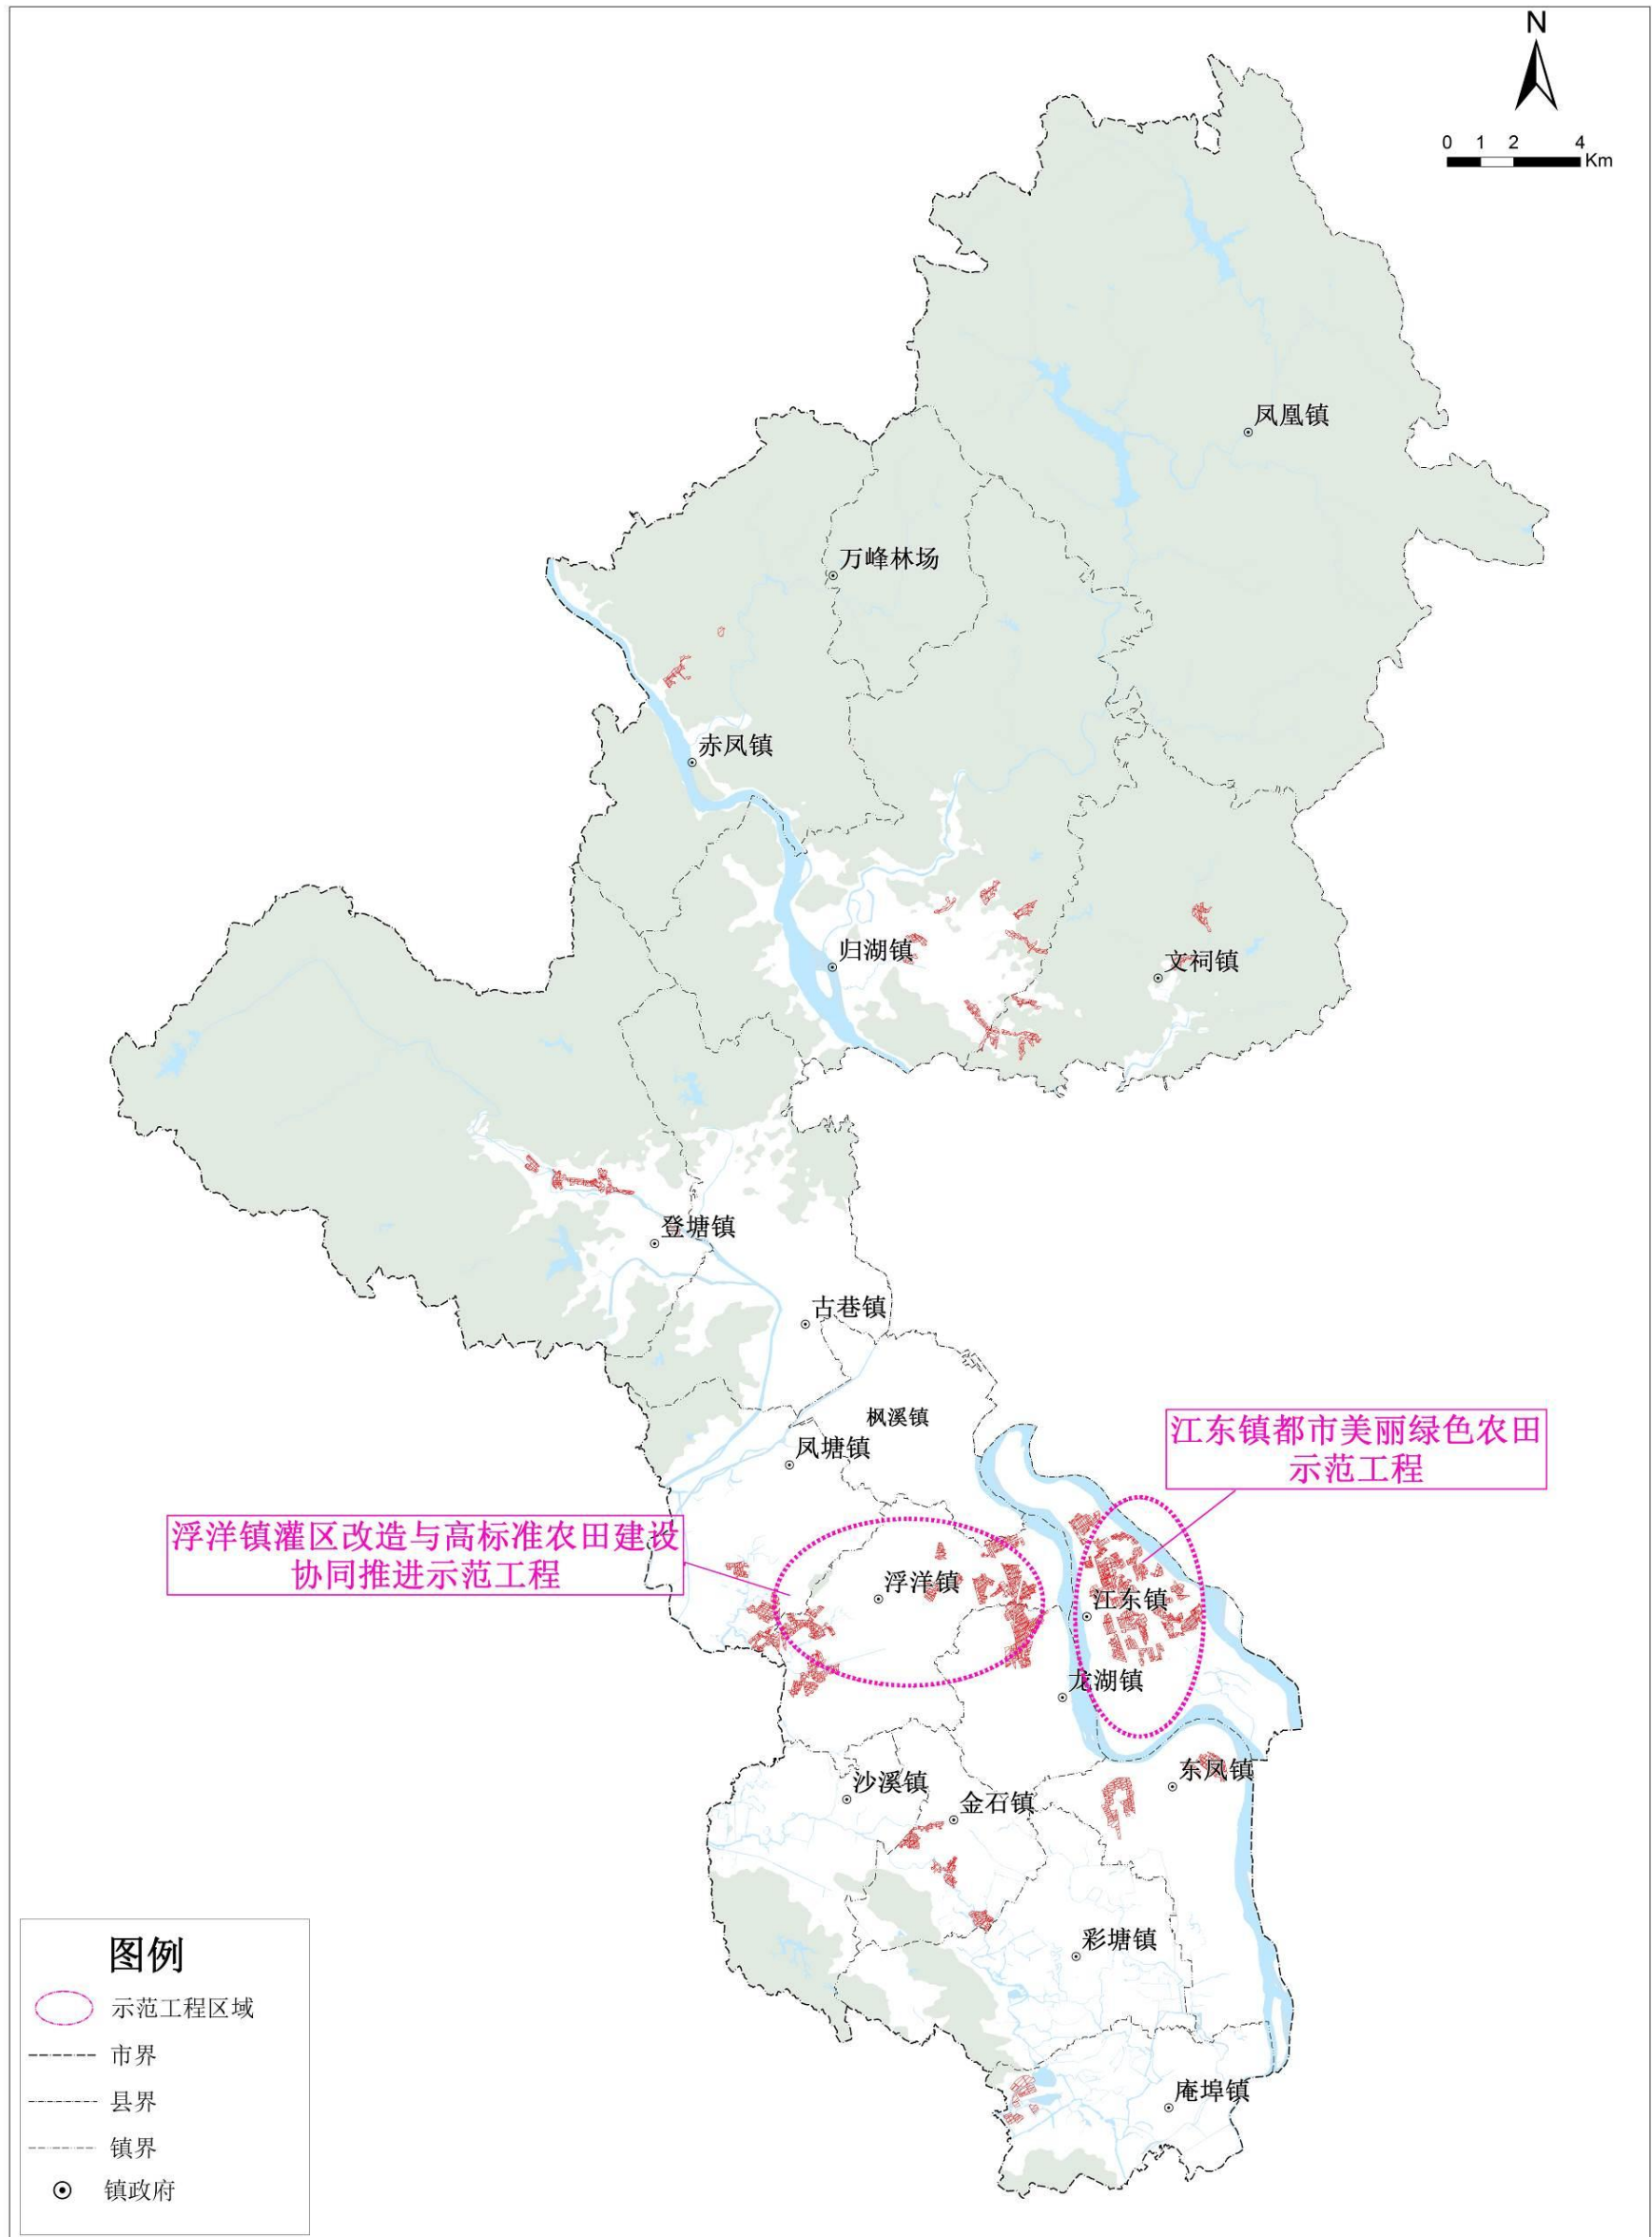 N
0 1 2 4
Km
凤凰镇
万峰林场
赤凤镇
归湖镇
文祠镇
登塘镇
古巷镇
枫溪镇
凤塘镇
江东镇都市美丽绿色农田
示范工程
浮洋镇灌区改造与高标准农田建设
协同推进示范工程
浮洋镇
江东镇
龙湖镇
东凤镇
沙溪镇
金石镇
彩塘镇
庵埠镇
图例
示范工程区域
市界
县界
镇界
镇政府